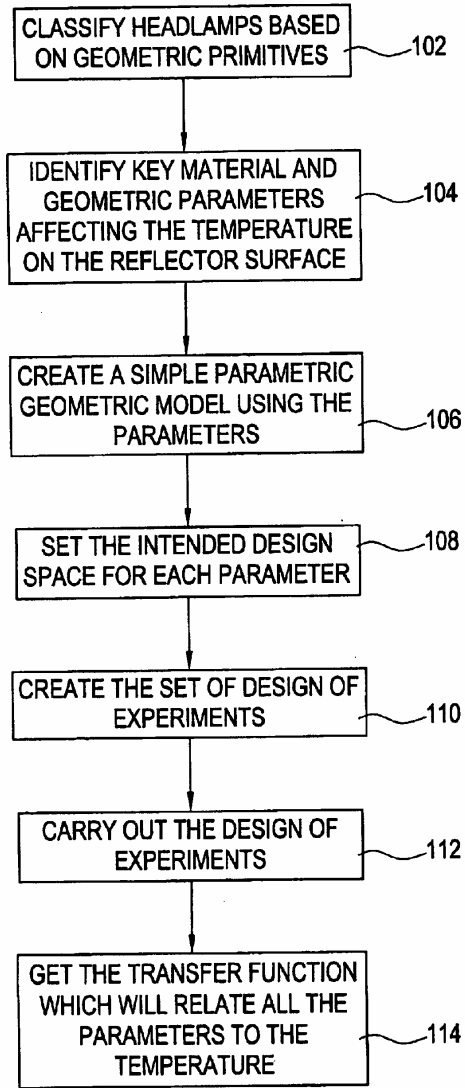 CLASSIFY HEADLAMPS BASED
ON GEOMETRIC PRIMITIVES
102
IDENTIFY KEY MATERIAL AND
GEOMETRIC PARAMETERS
AFFECTING THE TEMPERATURE
ON THE REFLECTOR SURFACE
104
CREATE A SIMPLE PARAMETRIC
GEOMETRIC MODEL USING THE
PARAMETERS
106
SET THE INTENDED DESIGN
SPACE FOR EACH PARAMETER
108
CREATE THE SET OF DESIGN OF
EXPERIMENTS
110
CARRY OUT THE DESIGN OF
EXPERIMENTS
112
GET THE TRANSFER FUNCTION
WHICH WILL RELATE ALL THE
PARAMETERS TO THE
TEMPERATURE
114